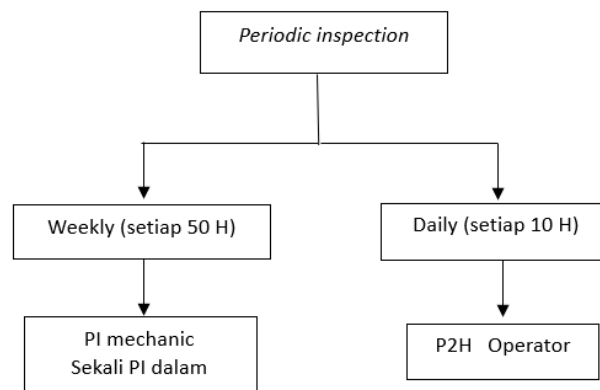 Periodic inspection
Weekly (setiap 50 H)
Daily (setiap 10 H)
PI mechanic
Sekali PI dalam
P2H Operator